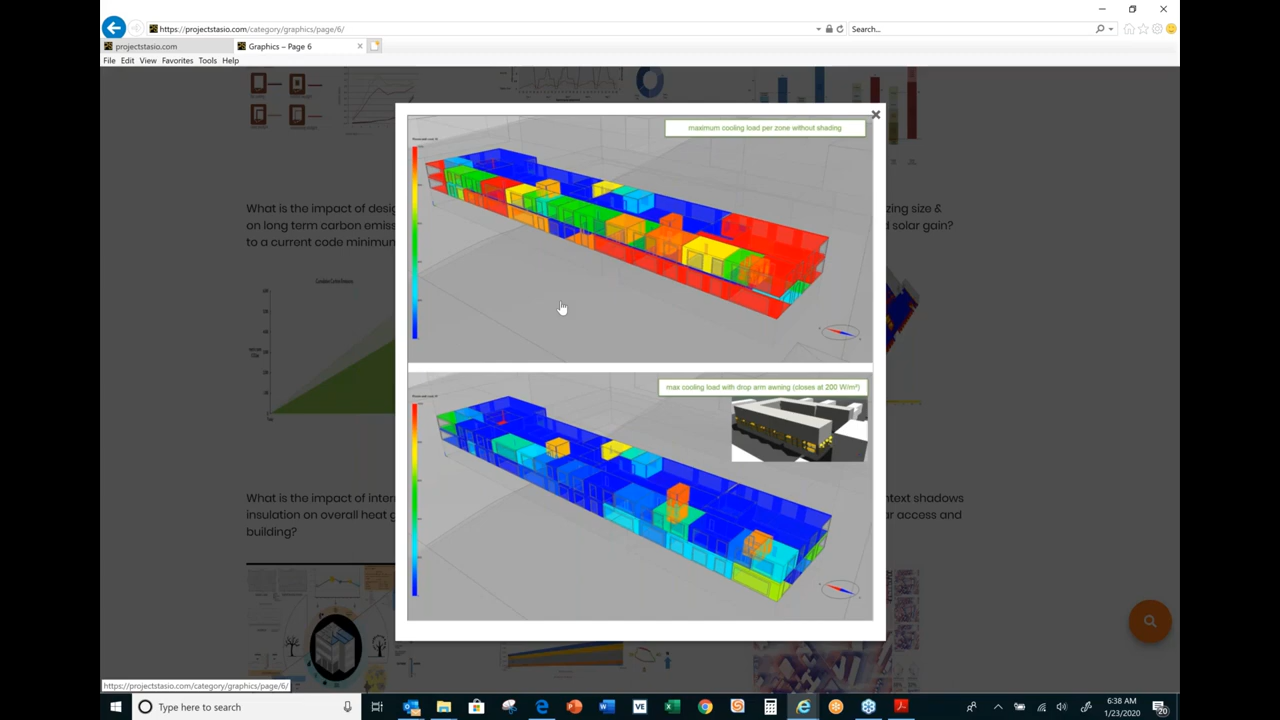 https://projectstasio.com/category/graphics/page/6/
Search...
projectstasio.com
Graphics – Page 6
File Edit View Favorites Tools Help
maximum cooling load per zone without shading
What is the impact of desi
on long term carbon emiss
to a current code minimum
zing size &
d solar gain?
max cooling load with drop arm awning (closes at 200 W/m²)
What is the impact of inter
insulation on overall heat g
building?
text shadows
ar access and
https://projectstasio.com/category/graphics/page/6/
Type here to search
VE
6:38 AM
1/23/2020
20